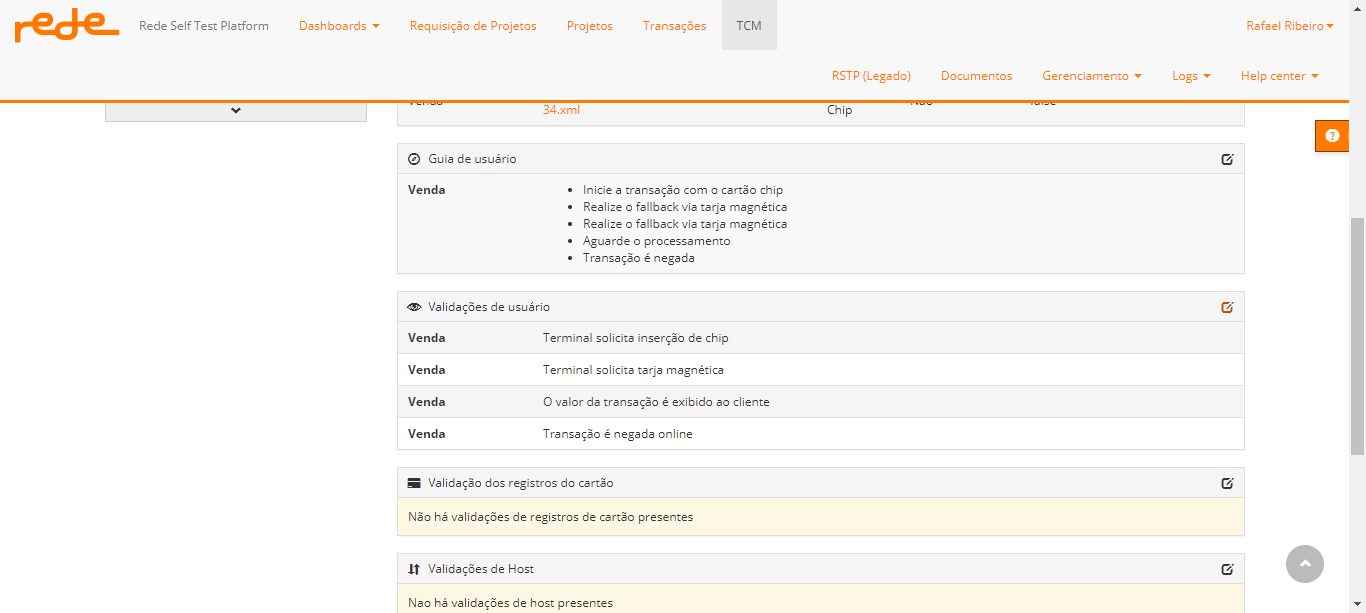 rede Rede Self Test Platform Dashboards Requisição de Projetos Projetos Transações TCM Rafael Ribeiro
RSTP (Legado) Documentos Gerenciamento Logs Help center
34.xml Chip
Guia de usuário
Venda
Inicie a transação com o cartão chip
Realize o fallback via tarja magnética
Realize o fallback via tarja magnética
Aguarde o processamento
Transação é negada
Validações de usuário
Venda Terminal solicita inserção de chip
Venda Terminal solicita tarja magnética
Venda O valor da transação é exibido ao cliente
Venda Transação é negada online
Validação dos registros do cartão
Não há validações de registros de cartão presentes
Validações de Host
Nao há validações de host presentes